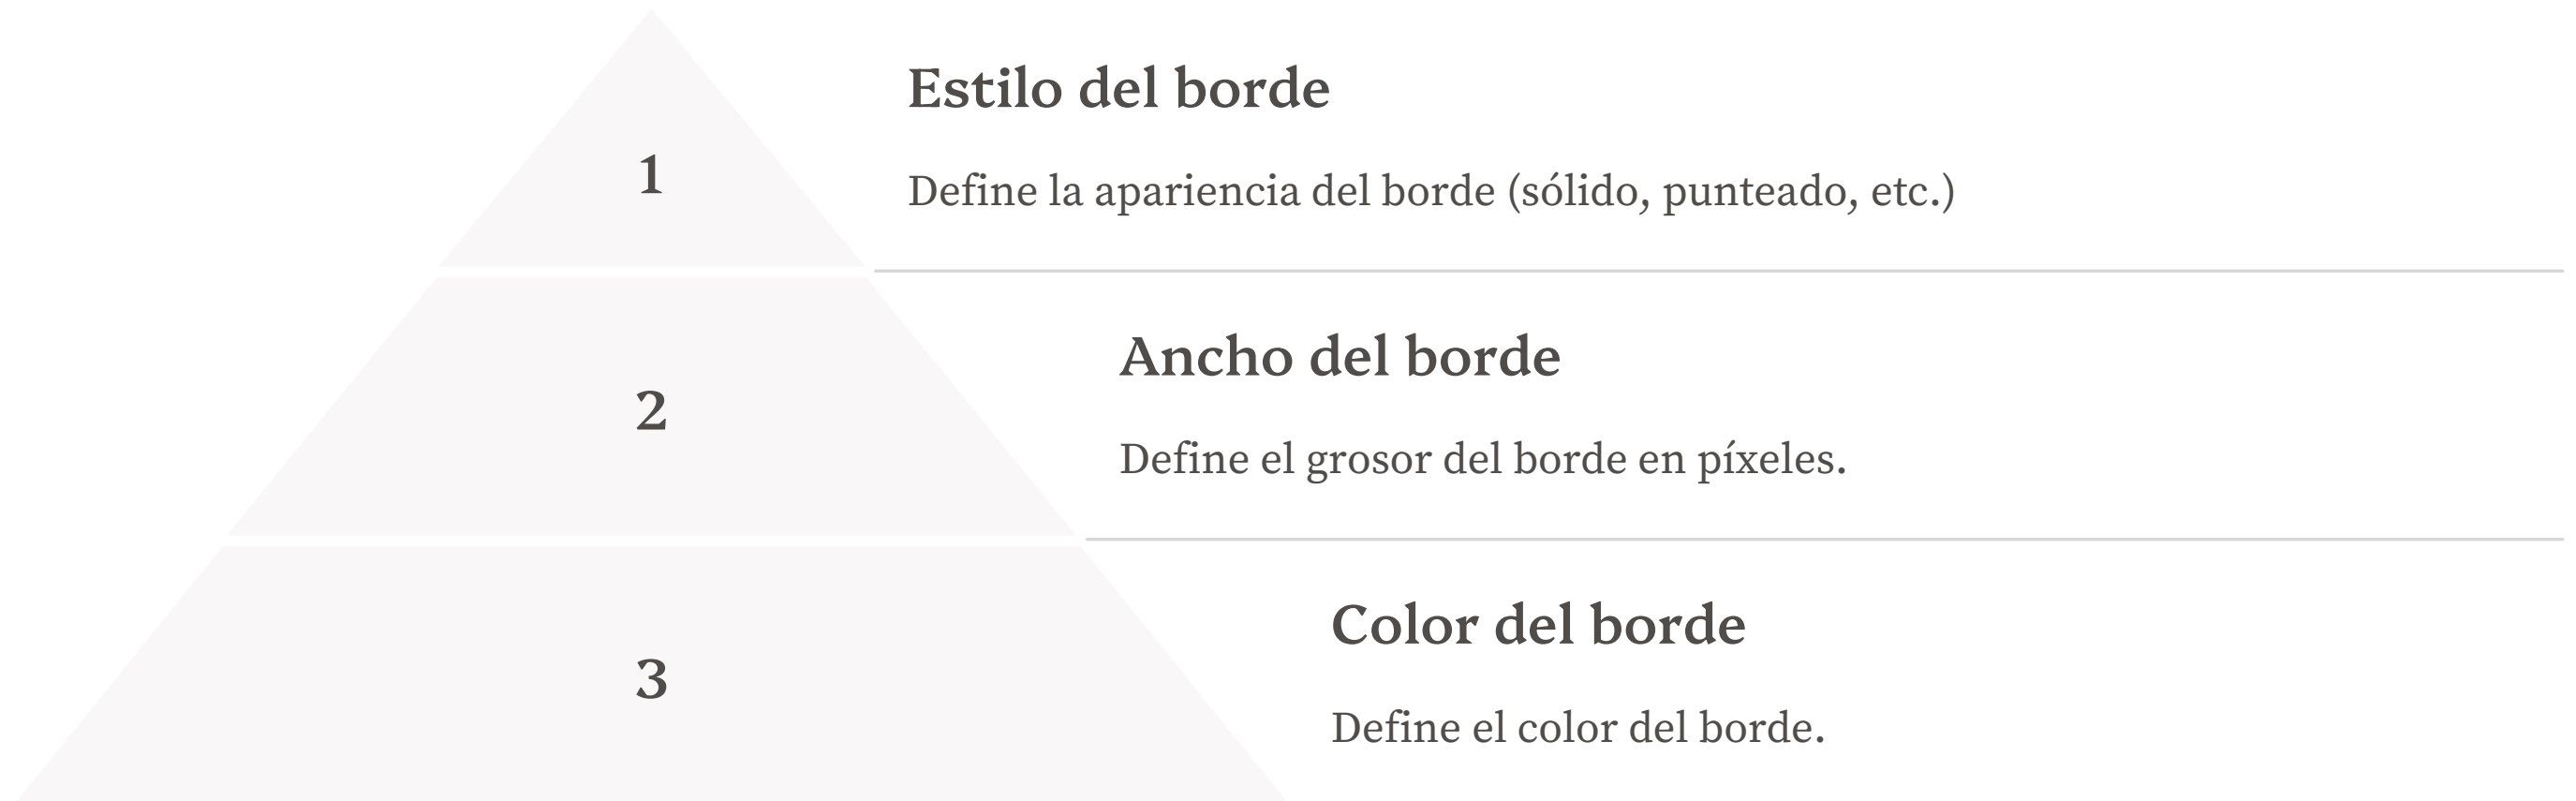 1
Estilo del borde
Define la apariencia del borde (sólido, punteado, etc.)
2
Ancho del borde
Define el grosor del borde en píxeles.
3
Color del borde
Define el color del borde.